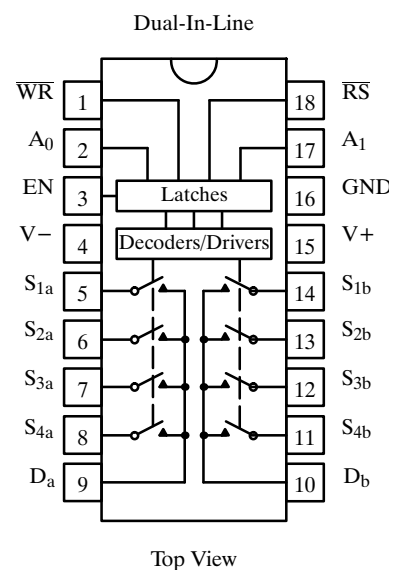 Dual-In-Line
W̅R̅ 1 18 R̅S̅
A₀ 2 17 A₁
EN 3 Latches 16 GND
V− 4 Decoders/Drivers 15 V+
S₁ₐ 5 14 S₁b
S₂ₐ 6 13 S₂b
S₃ₐ 7 12 S₃b
S₄ₐ 8 11 S₄b
Dₐ 9 10 Db
Top View